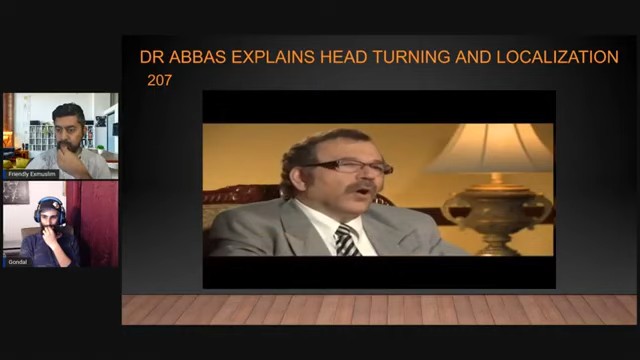 DR ABBAS EXPLAINS HEAD TURNING AND LOCALIZATION
207
Friendly Exmuslim
Gondal